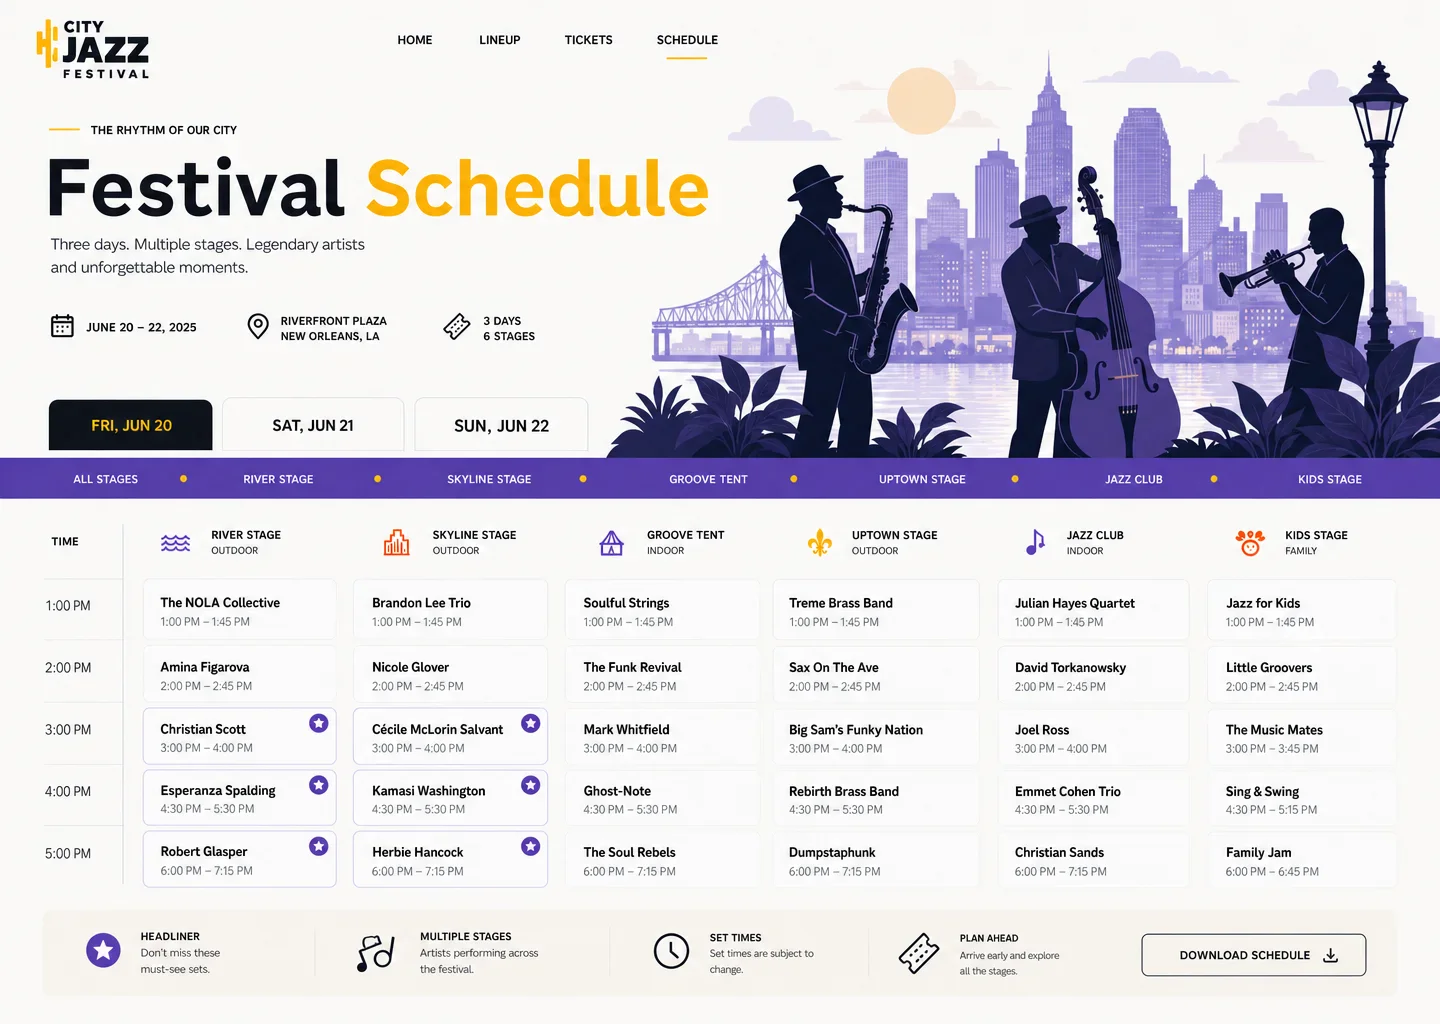 CITY
JAZZ
FESTIVAL
HOME
LINEUP
TICKETS
SCHEDULE
THE RHYTHM OF OUR CITY
Festival Schedule
Three days. Multiple stages. Legendary artists
and unforgettable moments.
JUNE 20 – 22, 2025
RIVERFRONT PLAZA
NEW ORLEANS, LA
3 DAYS
6 STAGES
FRI, JUN 20
SAT, JUN 21
SUN, JUN 22
ALL STAGES
RIVER STAGE
SKYLINE STAGE
GROOVE TENT
UPTOWN STAGE
JAZZ CLUB
KIDS STAGE
TIME
RIVER STAGE
OUTDOOR
SKYLINE STAGE
OUTDOOR
GROOVE TENT
INDOOR
UPTOWN STAGE
OUTDOOR
JAZZ CLUB
INDOOR
KIDS STAGE
FAMILY
1:00 PM
The NOLA Collective
1:00 PM – 1:45 PM
Brandon Lee Trio
1:00 PM – 1:45 PM
Soulful Strings
1:00 PM – 1:45 PM
Treme Brass Band
1:00 PM – 1:45 PM
Julian Hayes Quartet
1:00 PM – 1:45 PM
Jazz for Kids
1:00 PM – 1:45 PM
2:00 PM
Amina Figarova
2:00 PM – 2:45 PM
Nicole Glover
2:00 PM – 2:45 PM
The Funk Revival
2:00 PM – 2:45 PM
Sax On The Ave
2:00 PM – 2:45 PM
David Torkanowsky
2:00 PM – 2:45 PM
Little Groovers
2:00 PM – 2:45 PM
3:00 PM
Christian Scott
3:00 PM – 4:00 PM
Cécile McLorin Salvant
3:00 PM – 4:00 PM
Mark Whitfield
3:00 PM – 4:00 PM
Big Sam's Funky Nation
3:00 PM – 4:00 PM
Joel Ross
3:00 PM – 4:00 PM
The Music Mates
3:00 PM – 3:45 PM
4:00 PM
Esperanza Spalding
4:30 PM – 5:30 PM
Kamasi Washington
4:30 PM – 5:30 PM
Ghost-Note
4:30 PM – 5:30 PM
Rebirth Brass Band
4:30 PM – 5:30 PM
Emmet Cohen Trio
4:30 PM – 5:30 PM
Sing & Swing
4:30 PM – 5:15 PM
5:00 PM
Robert Glasper
6:00 PM – 7:15 PM
Herbie Hancock
6:00 PM – 7:15 PM
The Soul Rebels
6:00 PM – 7:15 PM
Dumpstaphunk
6:00 PM – 7:15 PM
Christian Sands
6:00 PM – 7:15 PM
Family Jam
6:00 PM – 6:45 PM
HEADLINER
Don't miss these
must-see sets.
MULTIPLE STAGES
Artists performing across
the festival.
SET TIMES
Set times are subject to
change.
PLAN AHEAD
Arrive early and explore
all the stages.
DOWNLOAD SCHEDULE